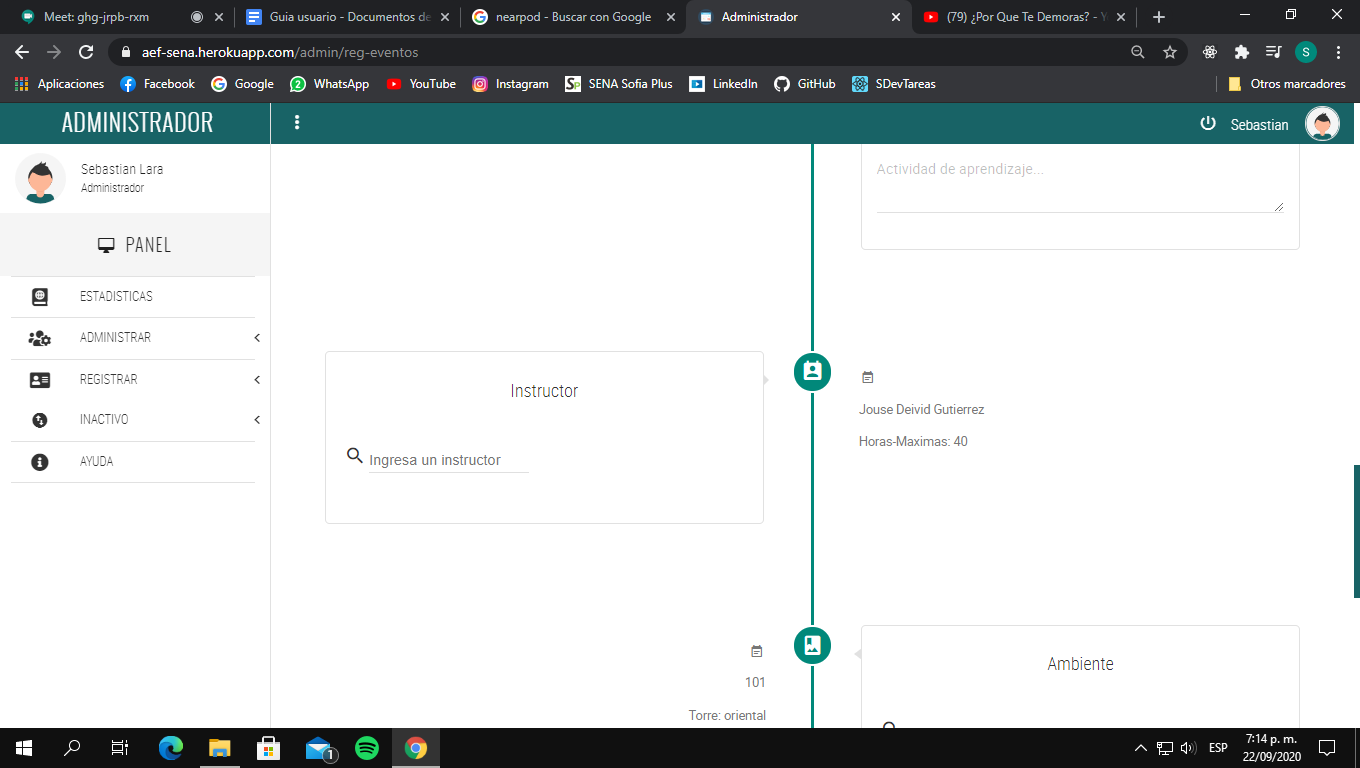 Meet: ghg-jrpb-rxm
Guia usuario - Documentos de
nearpod - Buscar con Google
Administrador
(79) ¿Por Que Te Demoras? - Y
aef-sena.herokuapp.com/admin/reg-eventos
S
Aplicaciones
Facebook
Google
2
WhatsApp
YouTube
Instagram
Sp
SENA Sofia Plus
LinkedIn
GitHub
SDevTareas
Otros marcadores
ADMINISTRADOR
Sebastian
Sebastian Lara
Administrador
PANEL
ESTADISTICAS
ADMINISTRAR
REGISTRAR
INACTIVO
AYUDA
Actividad de aprendizaje...
Instructor
Ingresa un instructor
Jouse Deivid Gutierrez
Horas-Maximas: 40
101
Torre: oriental
Ambiente
1
ESP
7:14 p. m.
22/09/2020